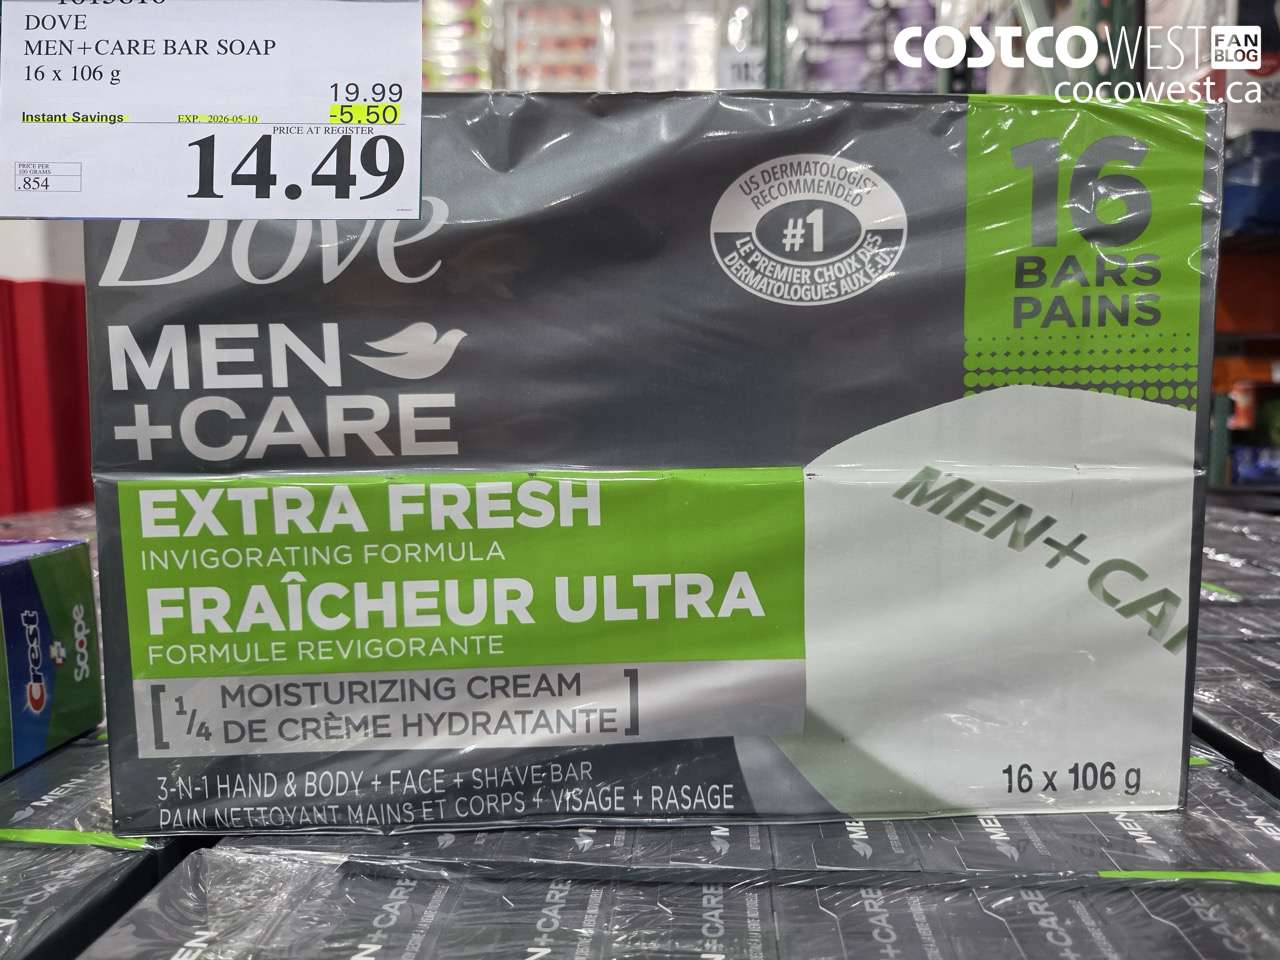 DOVE
MEN+CARE BAR SOAP
16 x 106 g
19.99
Instant Savings EXP. 2026-05-10 -5.50
PRICE AT REGISTER
14.49
PRICE PER
100 GRAMS
.854
COSTCO WEST FAN BLOG
cocowest.ca
Dove
MEN
+CARE
US DERMATOLOGIST
RECOMMENDED
#1
LE PREMIER CHOIX DES
DERMATOLOGUES AUX É.-U.
16
BARS
PAINS
EXTRA FRESH
INVIGORATING FORMULA
FRAÎCHEUR ULTRA
FORMULE REVIGORANTE
1/4 MOISTURIZING CREAM
DE CRÈME HYDRATANTE
3-N-1 HAND & BODY + FACE + SHAVE BAR
PAIN NETTOYANT MAINS ET CORPS + VISAGE + RASAGE
MEN+CA
16 x 106 g
Crest
+
Scope